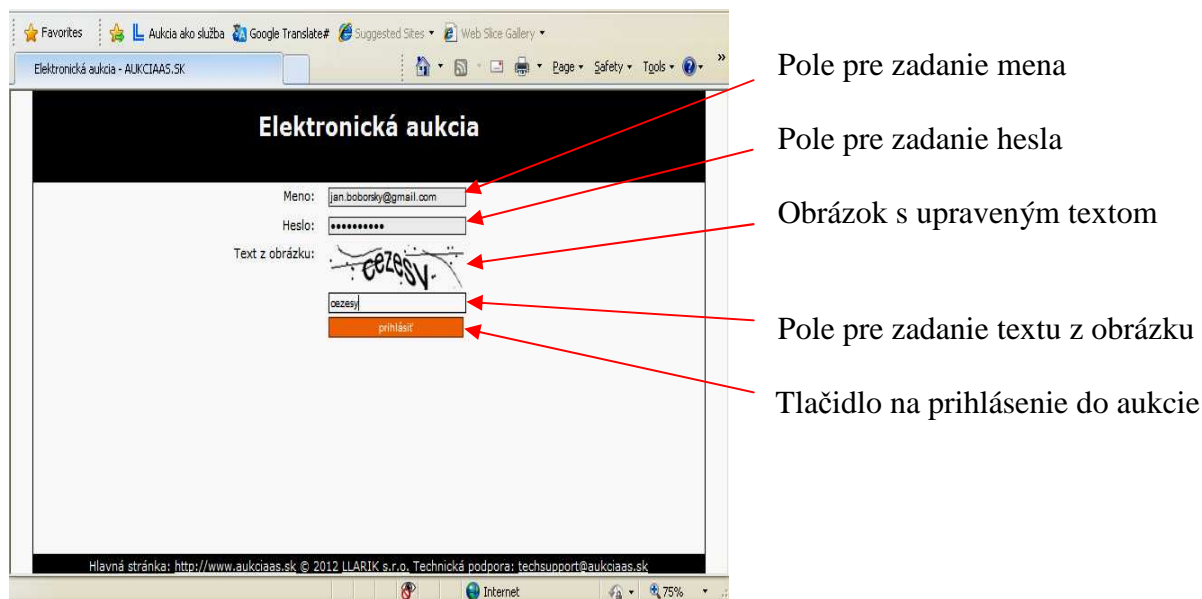 Favorites Aukcia ako služba Google Translate# Suggested Sites Web Slice Gallery
Elektronická aukcia - AUKCIAAS.SK Page Safety Tools »
Elektronická aukcia
Meno: jan.boborsky@gmail.com
Heslo: ••••••••••
Text z obrázku: cezesy
cezesy
prihlásiť
Hlavná stránka: http://www.aukciaas.sk © 2012 LLARIK s.r.o. Technická podpora: techsupport@aukciaas.sk
Internet 75%
Pole pre zadanie mena
Pole pre zadanie hesla
Obrázok s upraveným textom
Pole pre zadanie textu z obrázku
Tlačidlo na prihlásenie do aukcie